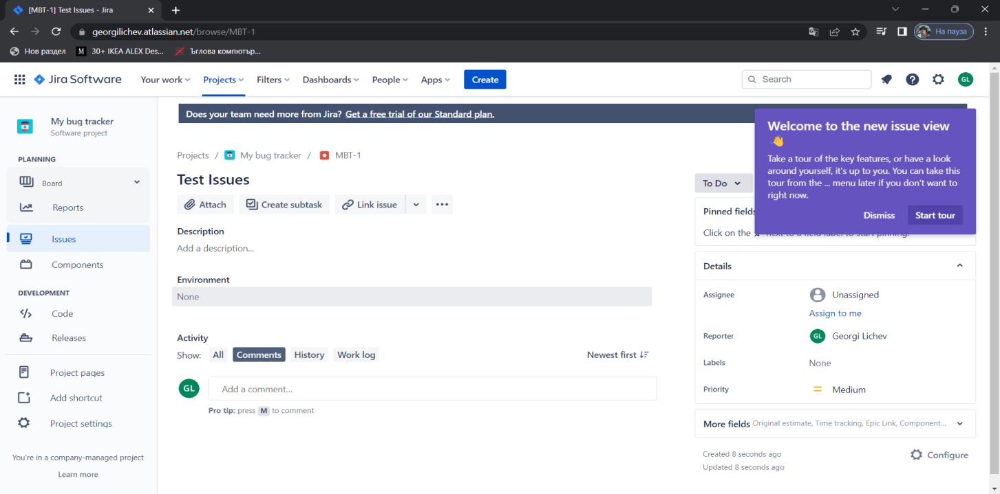 [MBT-1] Test Issues - Jira
georgilichev.atlassian.net/browse/MBT-1
На пауза
Нов раздел
M 30+ IKEA ALEX Des...
Ъглова компютър...
Jira Software
Your work
Projects
Filters
Dashboards
People
Apps
Create
Search
GL
My bug tracker
Software project
PLANNING
Board
Reports
Issues
Components
DEVELOPMENT
Code
Releases
Project pages
Add shortcut
Project settings
You're in a company-managed project
Learn more
Does your team need more from Jira? Get a free trial of our Standard plan.
Projects / My bug tracker / MBT-1
Test Issues
Attach
Create subtask
Link issue
Description
Add a description...
Environment
None
Activity
Show: All Comments History Work log
Newest first
GL
Add a comment...
Pro tip: press M to comment
Welcome to the new issue view
Take a tour of the key features, or have a look
around yourself, it's up to you. You can take this
tour from the ... menu later if you don't want to
right now.
Dismiss
Start tour
To Do
Pinned fields
Click on the next to a field label to start pinning.
Details
Assignee
Unassigned
Assign to me
Reporter
GL Georgi Lichev
Labels
None
Priority
Medium
More fields Original estimate, Time tracking, Epic Link, Component...
Created 8 seconds ago
Updated 8 seconds ago
Configure